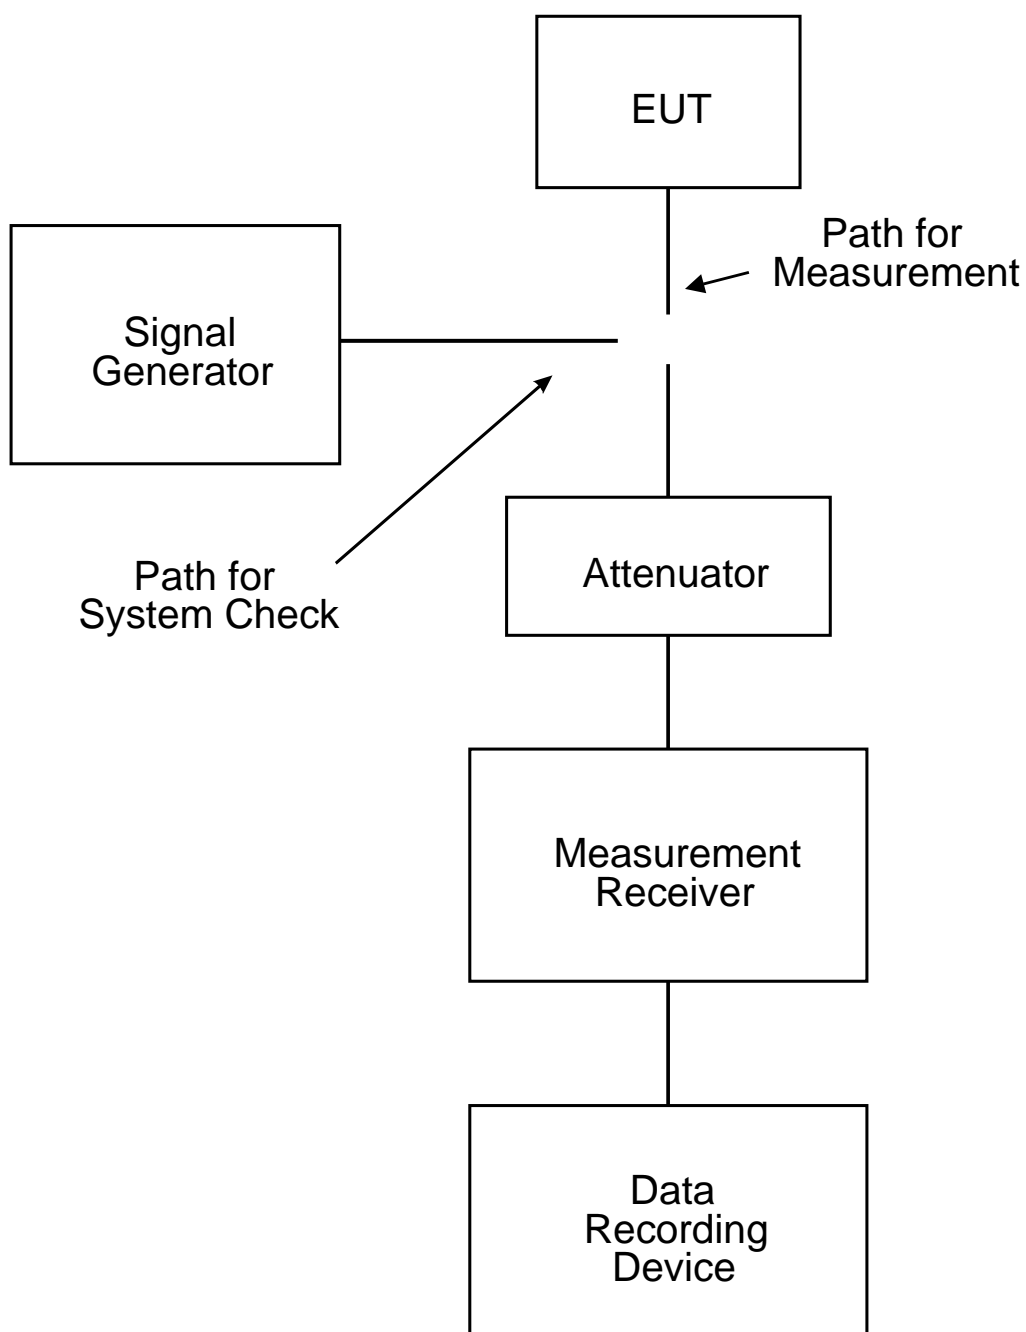 EUT
Path for
Measurement
Signal
Generator
Path for
System Check
Attenuator
Measurement
Receiver
Data
Recording
Device